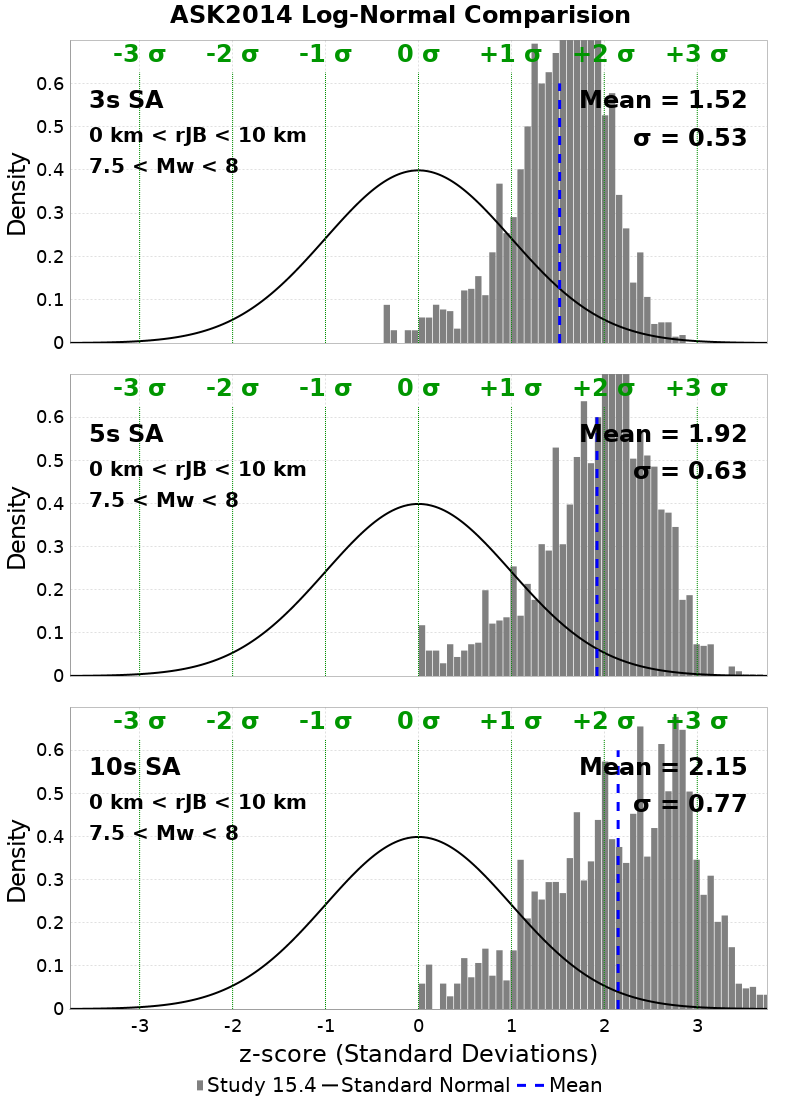 ASK2014 Log-Normal Comparision
-3 σ -2 σ -1 σ 0 σ +1 σ +2 σ +3 σ
3s SA
0 km < rJB < 10 km
7.5 < Mw < 8
Mean = 1.52
σ = 0.53
Density
0.6
0.5
0.4
0.3
0.2
0.1
0
-3 σ -2 σ -1 σ 0 σ +1 σ +2 σ +3 σ
5s SA
0 km < rJB < 10 km
7.5 < Mw < 8
Mean = 1.92
σ = 0.63
Density
0.6
0.5
0.4
0.3
0.2
0.1
0
-3 σ -2 σ -1 σ 0 σ +1 σ +2 σ +3 σ
10s SA
0 km < rJB < 10 km
7.5 < Mw < 8
Mean = 2.15
σ = 0.77
Density
0.6
0.5
0.4
0.3
0.2
0.1
0
-3 -2 -1 0 1 2 3
z-score (Standard Deviations)
Study 15.4 Standard Normal Mean